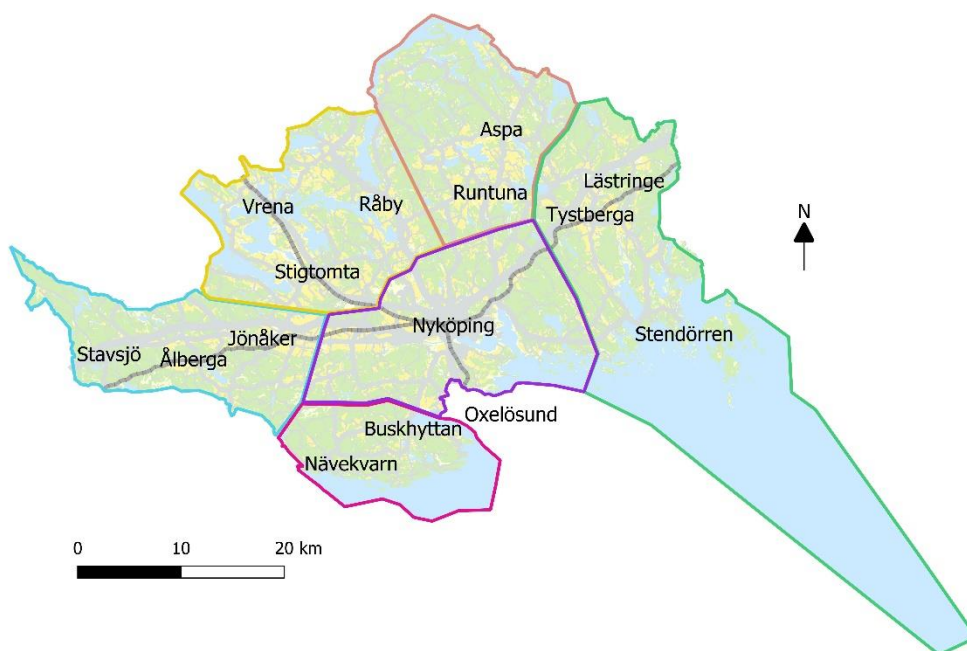 Aspa
N
Lästringe
Runtuna
Råby
Vrena
Tystberga
Stigtomta
Nyköping
Stendörren
Jönåker
Stavsjö
Ålberga
Oxelösund
Buskhyttan
Nävekvarn
0 10 20 km